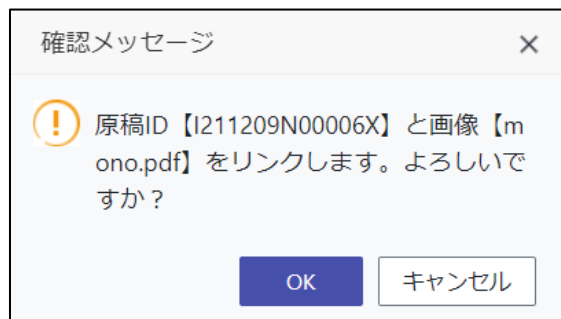 確認メッセージ
×
原稿ID【I211209N00006X】と画像【m
ono.pdf】をリンクします。よろしいで
すか？
OK
キャンセル